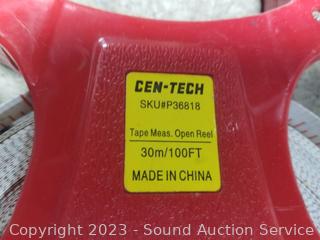 CEN-TECH
SKU#P36818
Tape Meas. Open Reel
30m/100FT
MADE IN CHINA
Copyright 2023 - Sound Auction Service